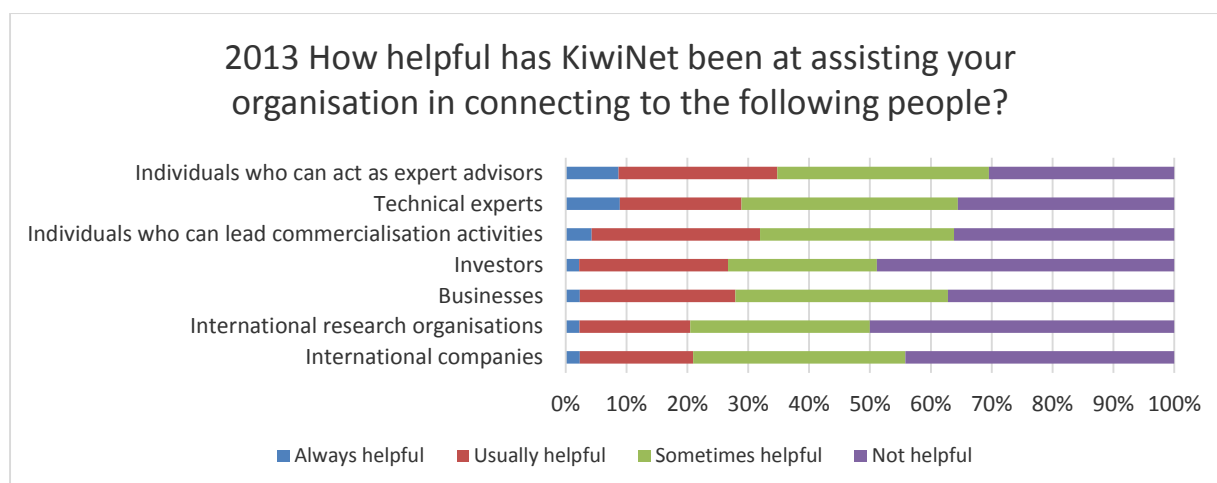 2013 How helpful has KiwiNet been at assisting your
organisation in connecting to the following people?
Individuals who can act as expert advisors
Technical experts
Individuals who can lead commercialisation activities
Investors
Businesses
International research organisations
International companies
0% 10% 20% 30% 40% 50% 60% 70% 80% 90% 100%
Always helpful Usually helpful Sometimes helpful Not helpful